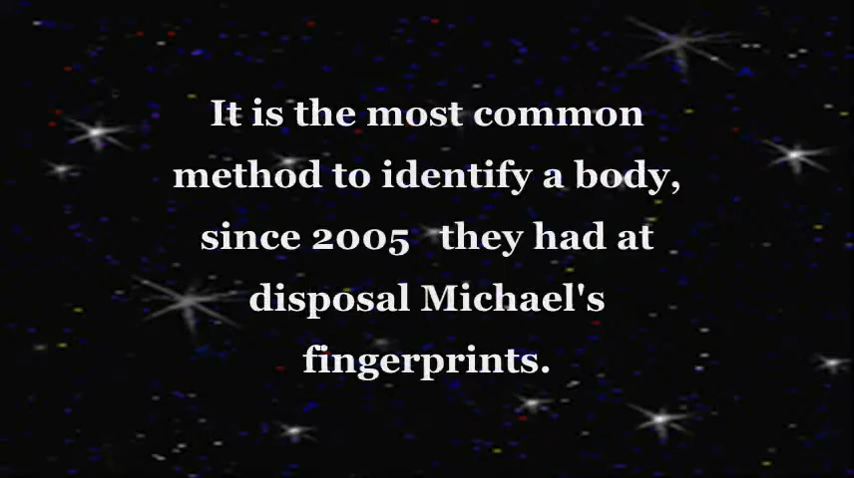 It is the most common
method to identify a body,
since 2005 they had at
disposal Michael's
fingerprints.